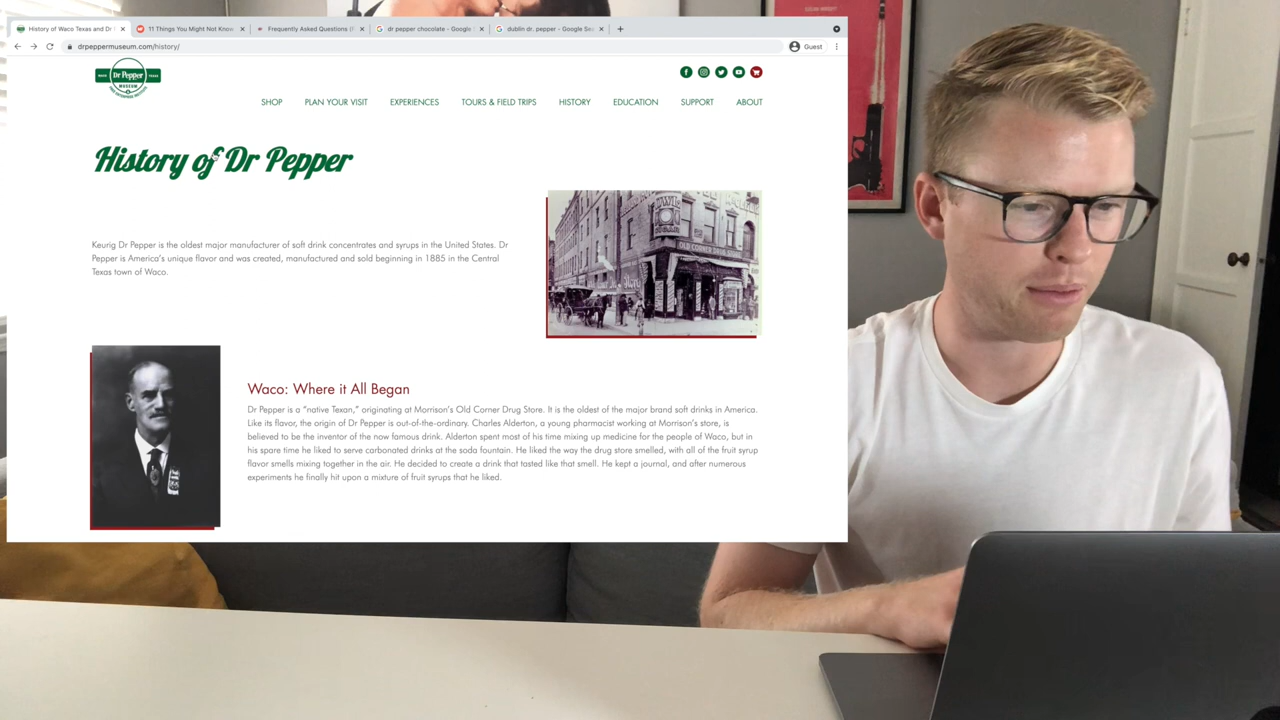 History of Waco Texas and Dr
11 Things You Might Not Know
Frequently Asked Questions (
dr pepper chocolate - Google
dublin dr. pepper - Google Se
drpeppermuseum.com/history/
Guest
WACO Dr Pepper TEXAS
MUSEUM
SHOP PLAN YOUR VISIT EXPERIENCES TOURS & FIELD TRIPS HISTORY EDUCATION SUPPORT ABOUT
History of Dr Pepper
Keurig Dr Pepper is the oldest major manufacturer of soft drink concentrates and syrups in the United States. Dr
Pepper is America's unique flavor and was created, manufactured and sold beginning in 1885 in the Central
Texas town of Waco.
OLD CORNER DRUG STORE
Waco: Where it All Began
Dr Pepper is a "native Texan," originating at Morrison's Old Corner Drug Store. It is the oldest of the major brand soft drinks in America.
Like its flavor, the origin of Dr Pepper is out-of-the-ordinary. Charles Alderton, a young pharmacist working at Morrison's store, is
believed to be the inventor of the now famous drink. Alderton spent most of his time mixing up medicine for the people of Waco, but in
his spare time he liked to serve carbonated drinks at the soda fountain. He liked the way the drug store smelled, with all of the fruit syrup
flavor smells mixing together in the air. He decided to create a drink that tasted like that smell. He kept a journal, and after numerous
experiments he finally hit upon a mixture of fruit syrups that he liked.